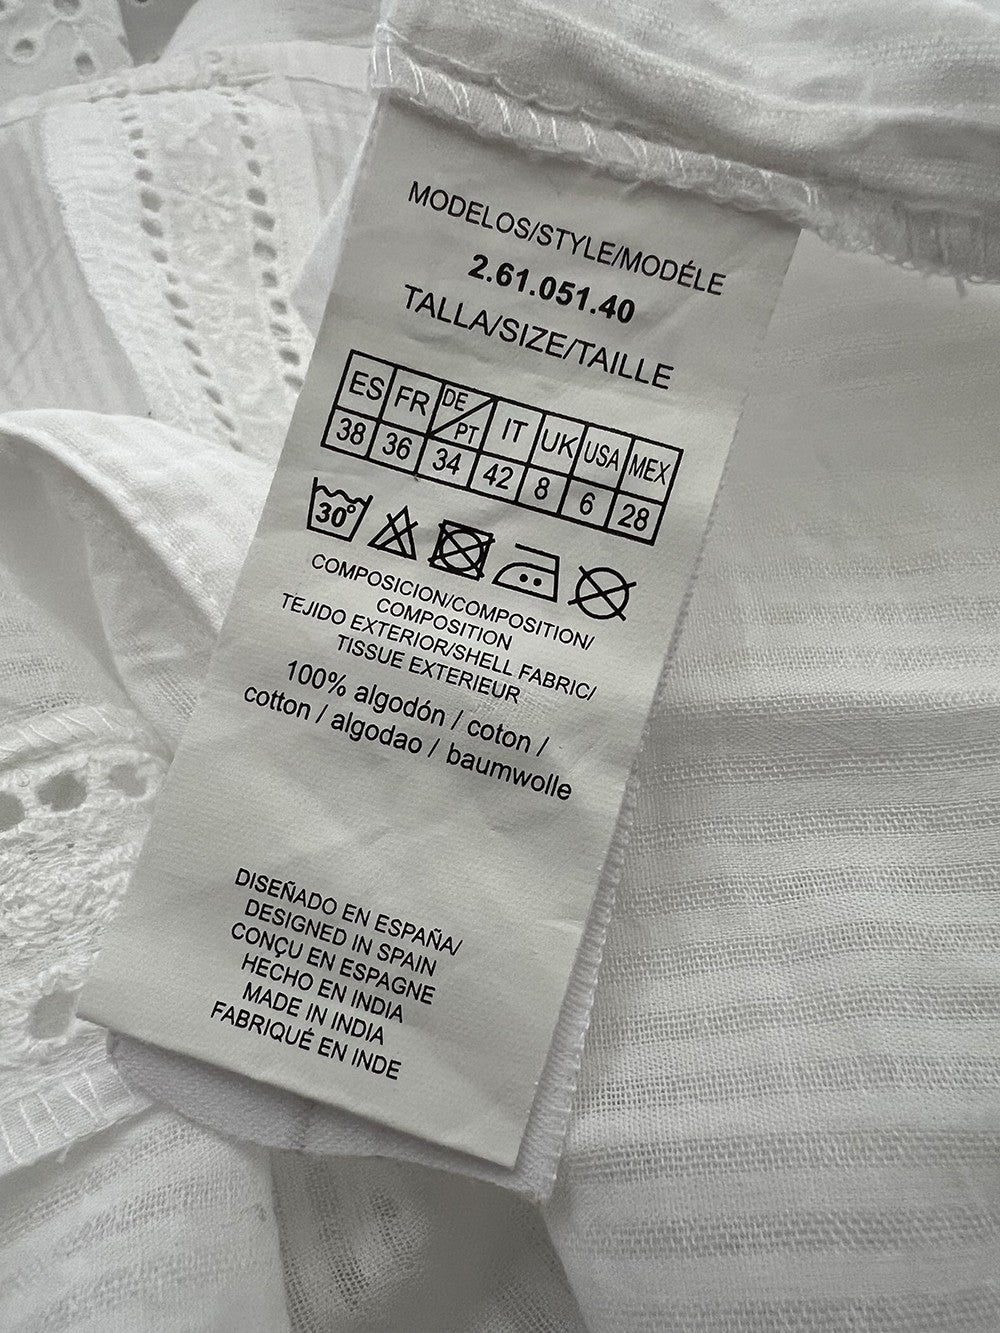 MODELOS/STYLE/MODÉLE
2.61.051.40
TALLA/SIZE/TAILLE
ES FR DE/PT IT UK USA MEX
38 36 34 42 8 6 28
30°
COMPOSICION/COMPOSITION/
COMPOSITION
TEJIDO EXTERIOR/SHELL FABRIC/
TISSUE EXTERIEUR
100% algodón / coton /
cotton / algodao / baumwolle
DISEÑADO EN ESPAÑA/
DESIGNED IN SPAIN
CONÇU EN ESPAGNE
HECHO EN INDIA
MADE IN INDIA
FABRIQUÉ EN INDE